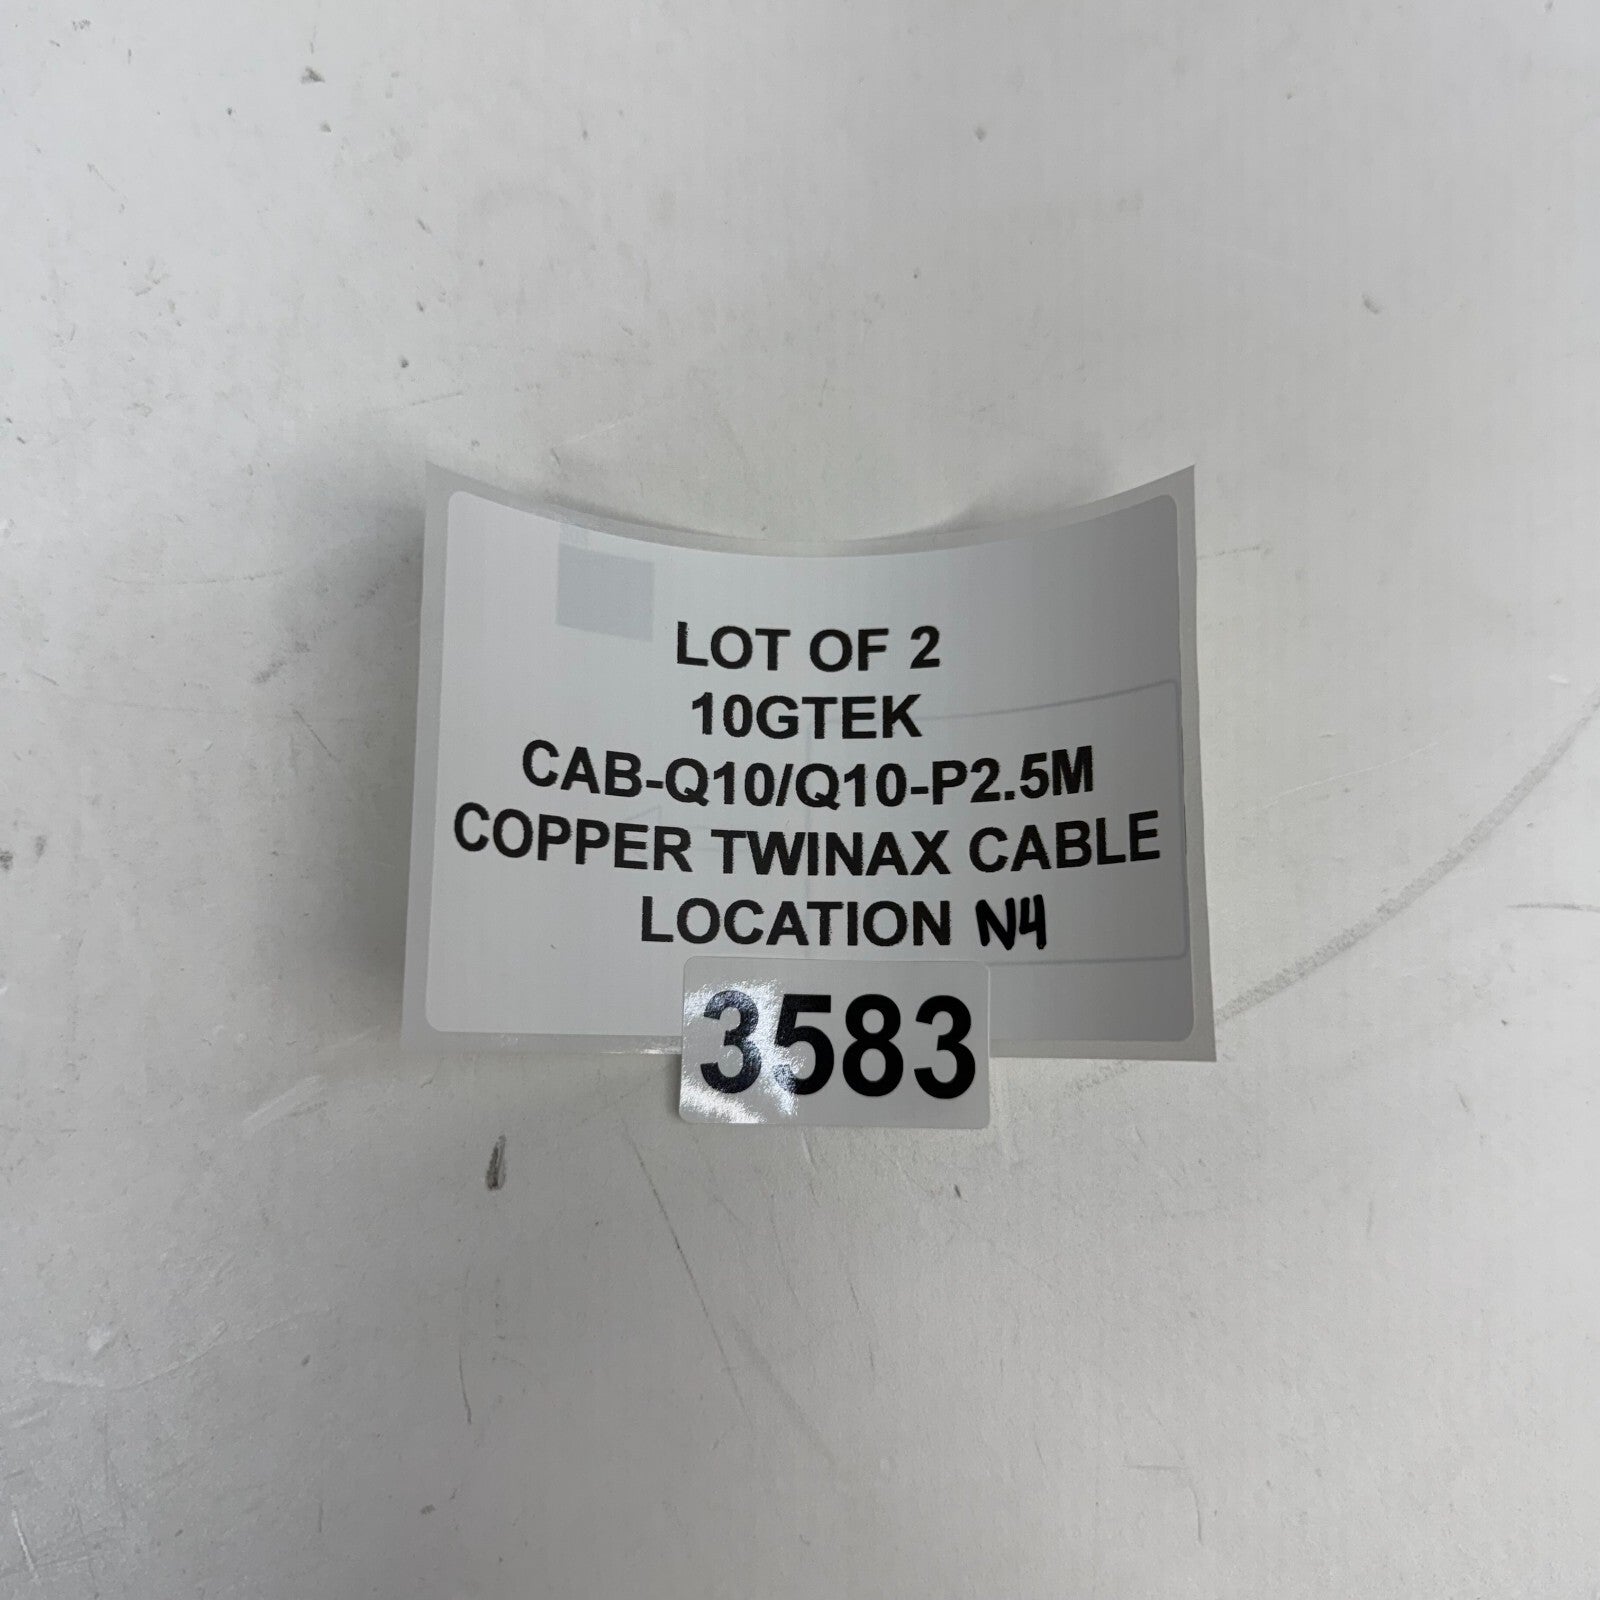 LOT OF 2
10GTEK
CAB-Q10/Q10-P2.5M
COPPER TWINAX CABLE
LOCATION N4
3583